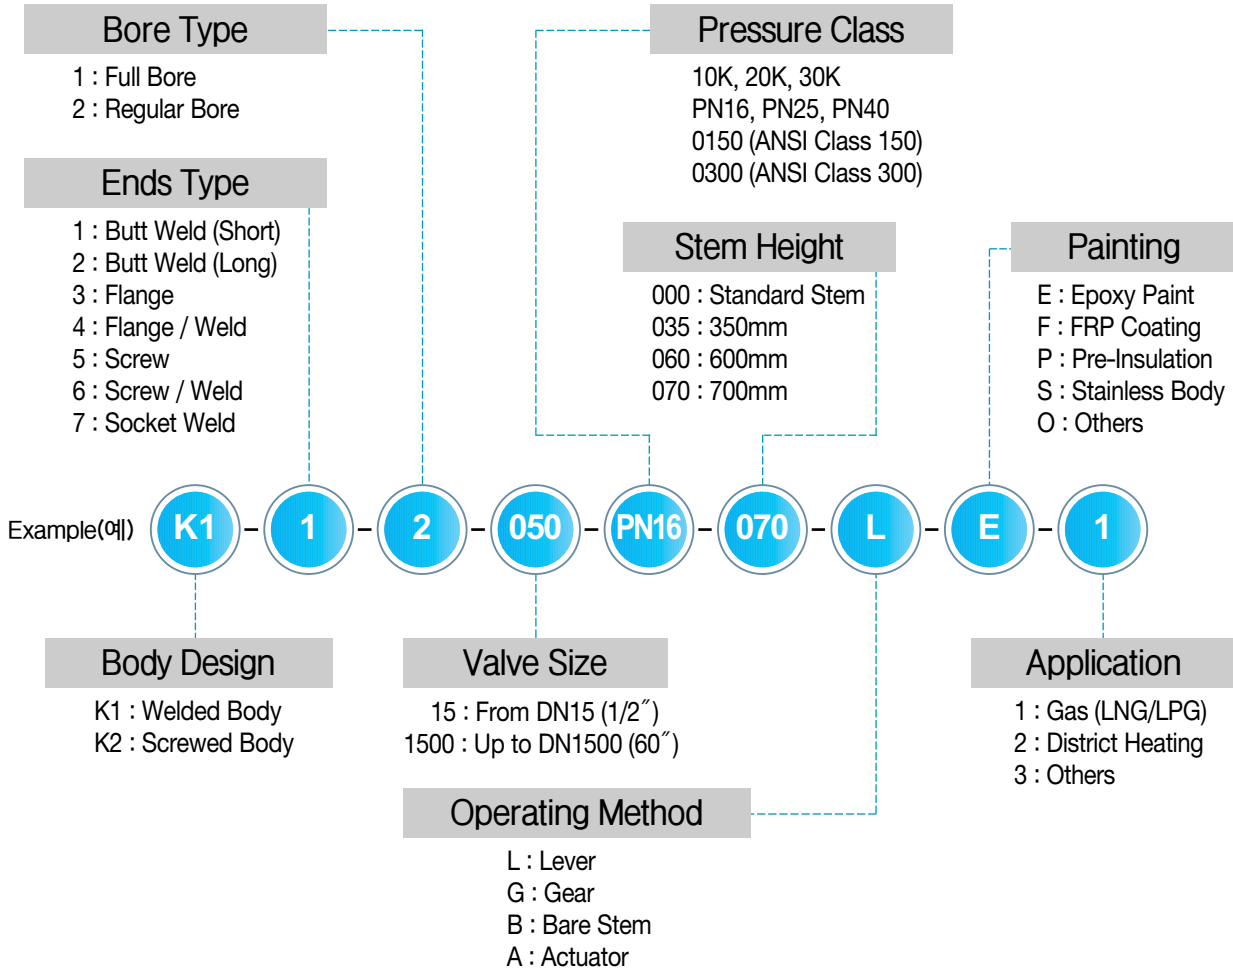 Bore Type
1 : Full Bore
2 : Regular Bore
Pressure Class
10K, 20K, 30K
PN16, PN25, PN40
0150 (ANSI Class 150)
0300 (ANSI Class 300)
Ends Type
1 : Butt Weld (Short)
2 : Butt Weld (Long)
3 : Flange
4 : Flange / Weld
5 : Screw
6 : Screw / Weld
7 : Socket Weld
Stem Height
000 : Standard Stem
035 : 350mm
060 : 600mm
070 : 700mm
Painting
E : Epoxy Paint
F : FRP Coating
P : Pre-Insulation
S : Stainless Body
O : Others
Example(예) K1 - 1 - 2 - 050 - PN16 - 070 - L - E - 1
Body Design
K1 : Welded Body
K2 : Screwed Body
Valve Size
15 : From DN15 (1/2˝)
1500 : Up to DN1500 (60˝)
Application
1 : Gas (LNG/LPG)
2 : District Heating
3 : Others
Operating Method
L : Lever
G : Gear
B : Bare Stem
A : Actuator